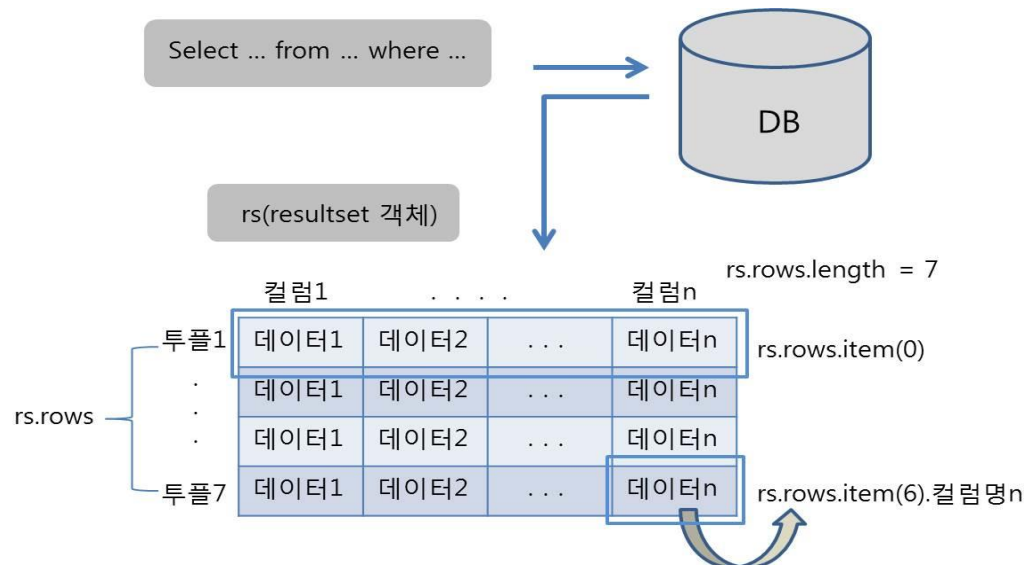 Select ... from ... where ...
DB
rs(resultset 객체)
rs.rows.length = 7
컬럼1 . . . . 컬럼n
투플1 데이터1 데이터2 ... 데이터n rs.rows.item(0)
. 데이터1 데이터2 ... 데이터n
rs.rows .
. 데이터1 데이터2 ... 데이터n
투플7 데이터1 데이터2 ... 데이터n rs.rows.item(6).컬럼명n